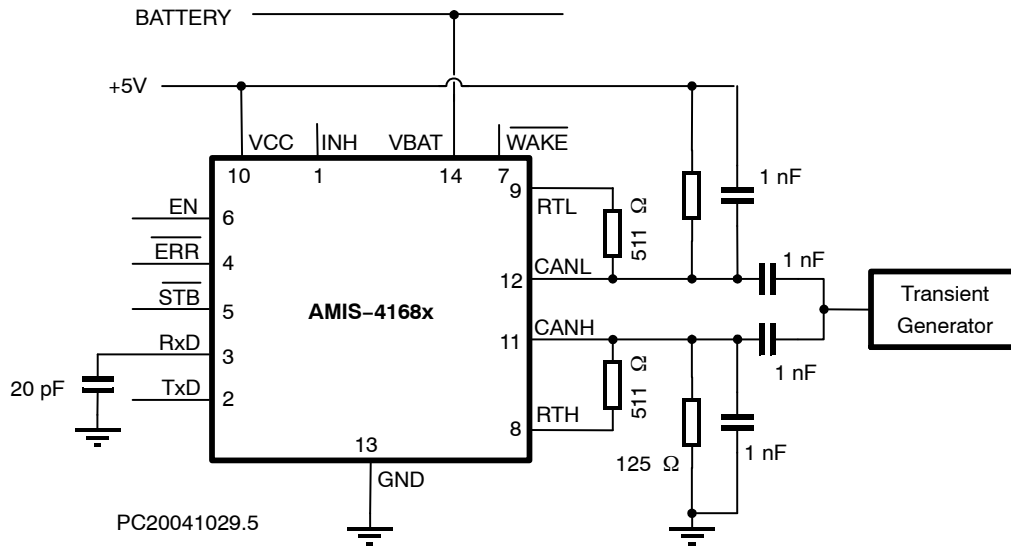 BATTERY
+5V
VCC
INH
VBAT
WAKE
10
1
14
7
9
RTL
511 Ω
1 nF
EN
6
ERR
4
12
CANL
1 nF
STB
5
AMIS−4168x
Transient
Generator
RxD
3
11
CANH
1 nF
20 pF
TxD
2
511 Ω
8
RTH
13
GND
125 Ω
1 nF
PC20041029.5